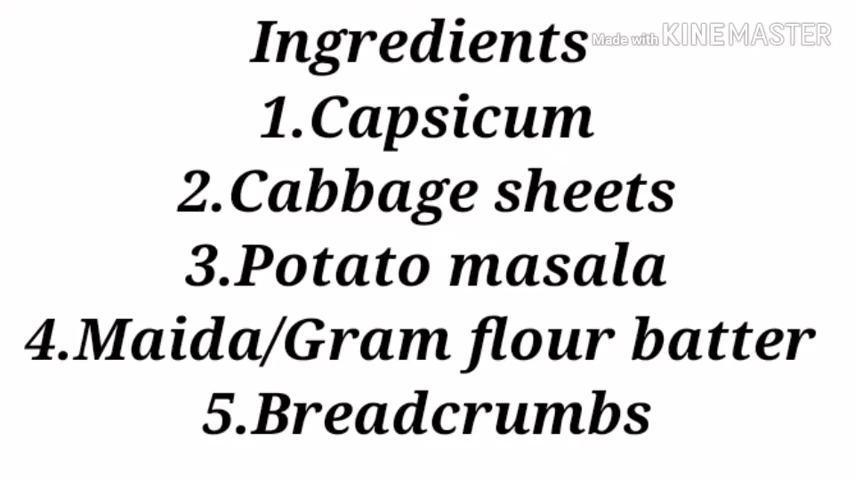 Ingredients
Made with KINEMASTER
1.Capsicum
2.Cabbage sheets
3.Potato masala
4.Maida/Gram flour batter
5.Breadcrumbs